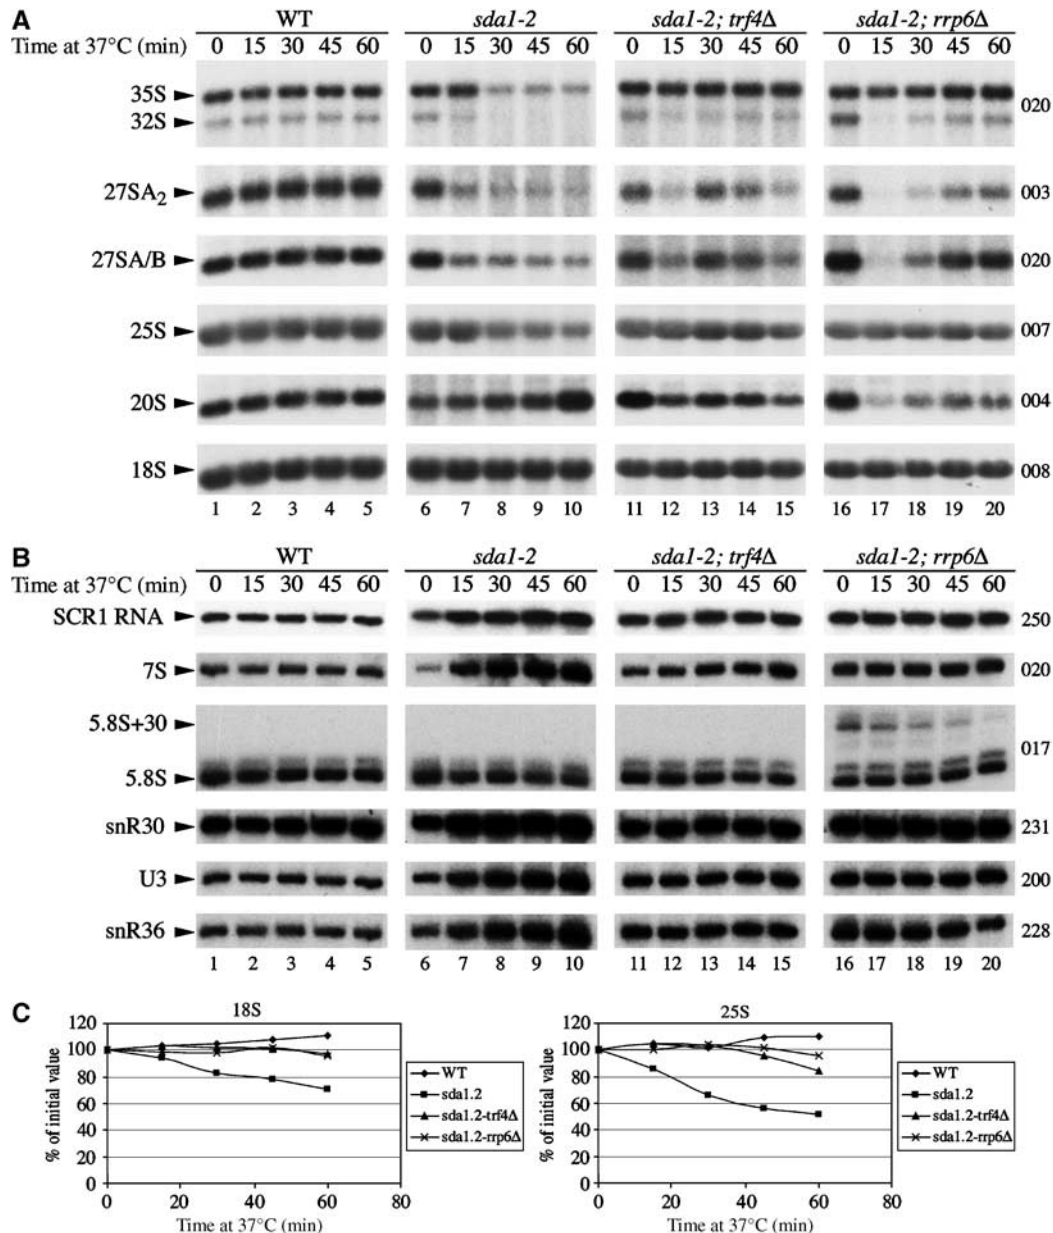 A
WT sda1-2 sda1-2; trf4Δ sda1-2; rrp6Δ
Time at 37°C (min) 0 15 30 45 60 0 15 30 45 60 0 15 30 45 60 0 15 30 45 60
35S
32S
020
27SA2 003
27SA/B 020
25S 007
20S 004
18S 008
1 2 3 4 5 6 7 8 9 10 11 12 13 14 15 16 17 18 19 20
B
WT sda1-2 sda1-2; trf4Δ sda1-2; rrp6Δ
Time at 37°C (min) 0 15 30 45 60 0 15 30 45 60 0 15 30 45 60 0 15 30 45 60
SCR1 RNA 250
7S 020
5.8S+30
017
5.8S
snR30 231
U3 200
snR36 228
1 2 3 4 5 6 7 8 9 10 11 12 13 14 15 16 17 18 19 20
C
18S
% of initial value
120
100
80
60
40
20
0
0 20 40 60 80
Time at 37°C (min)
WT
sda1.2
sda1.2-trf4Δ
sda1.2-rrp6Δ
25S
% of initial value
120
100
80
60
40
20
0
0 20 40 60 80
Time at 37°C (min)
WT
sda1.2
sda1.2-trf4Δ
sda1.2-rrp6Δ